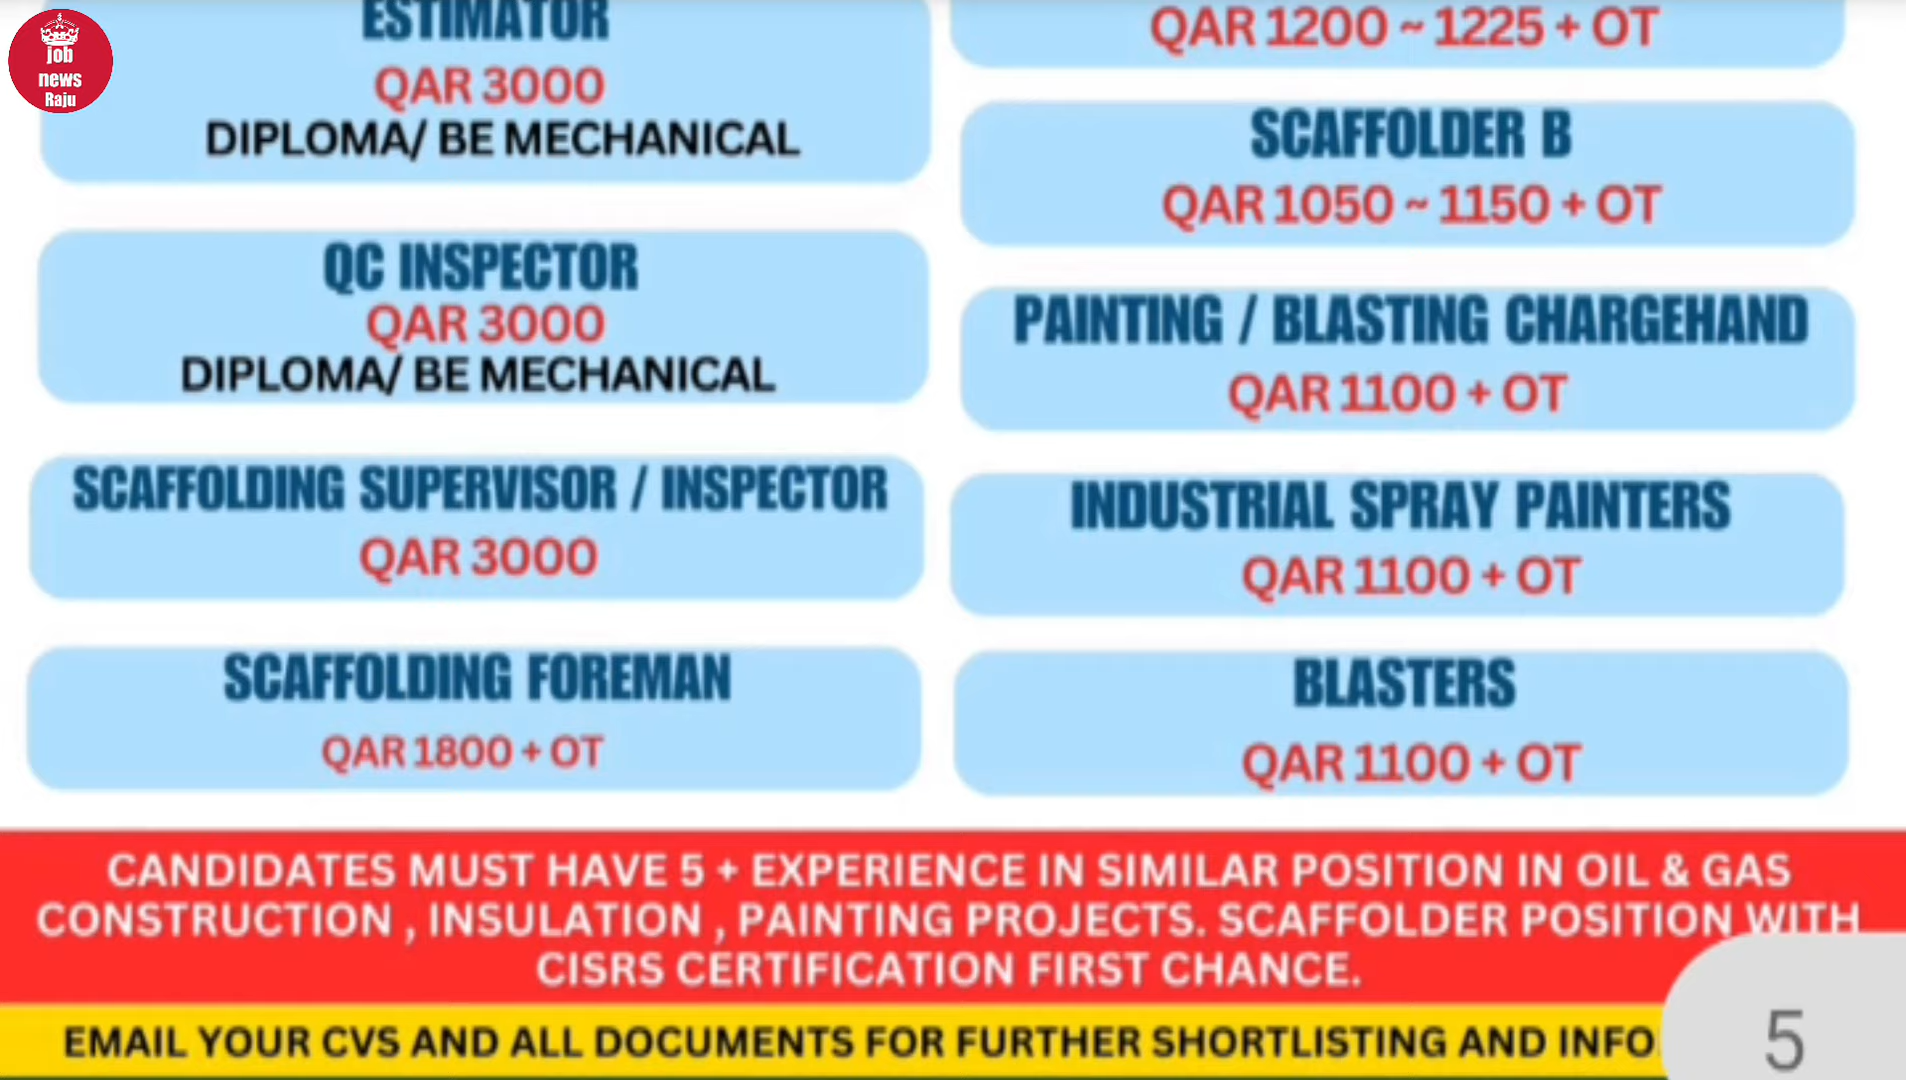 job
news
Raju
ESTIMATOR
QAR 3000
DIPLOMA/ BE MECHANICAL
QC INSPECTOR
QAR 3000
DIPLOMA/ BE MECHANICAL
SCAFFOLDING SUPERVISOR / INSPECTOR
QAR 3000
SCAFFOLDING FOREMAN
QAR 1800 + OT
QAR 1200 ~ 1225 + OT
SCAFFOLDER B
QAR 1050 ~ 1150 + OT
PAINTING / BLASTING CHARGEHAND
QAR 1100 + OT
INDUSTRIAL SPRAY PAINTERS
QAR 1100 + OT
BLASTERS
QAR 1100 + OT
CANDIDATES MUST HAVE 5 + EXPERIENCE IN SIMILAR POSITION IN OIL & GAS
CONSTRUCTION , INSULATION , PAINTING PROJECTS. SCAFFOLDER POSITION WITH
CISRS CERTIFICATION FIRST CHANCE.
EMAIL YOUR CVS AND ALL DOCUMENTS FOR FURTHER SHORTLISTING AND INFO
5